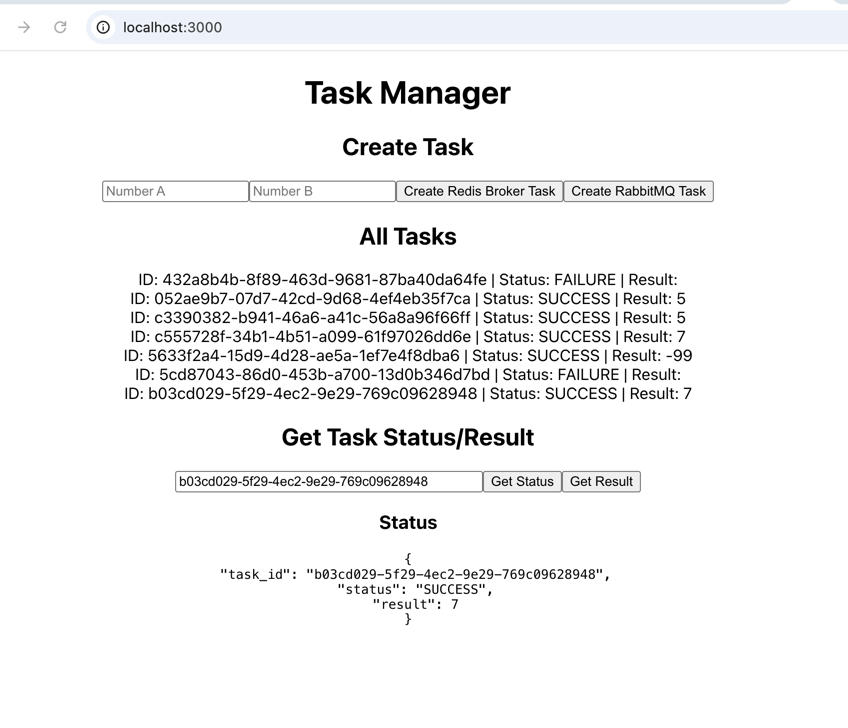 localhost:3000
Task Manager
Create Task
Number A Number B Create Redis Broker Task Create RabbitMQ Task
All Tasks
ID: 432a8b4b-8f89-463d-9681-87ba40da64fe | Status: FAILURE | Result:
ID: 052ae9b7-07d7-42cd-9d68-4ef4eb35f7ca | Status: SUCCESS | Result: 5
ID: c3390382-b941-46a6-a41c-56a8a96f66ff | Status: SUCCESS | Result: 5
ID: c555728f-34b1-4b51-a099-61f97026dd6e | Status: SUCCESS | Result: 7
ID: 5633f2a4-15d9-4d28-ae5a-1ef7e4f8dba6 | Status: SUCCESS | Result: -99
ID: 5cd87043-86d0-453b-a700-13d0b346d7bd | Status: FAILURE | Result:
ID: b03cd029-5f29-4ec2-9e29-769c09628948 | Status: SUCCESS | Result: 7
Get Task Status/Result
b03cd029-5f29-4ec2-9e29-769c09628948 Get Status Get Result
Status
{
"task_id": "b03cd029-5f29-4ec2-9e29-769c09628948",
"status": "SUCCESS",
"result": 7
}